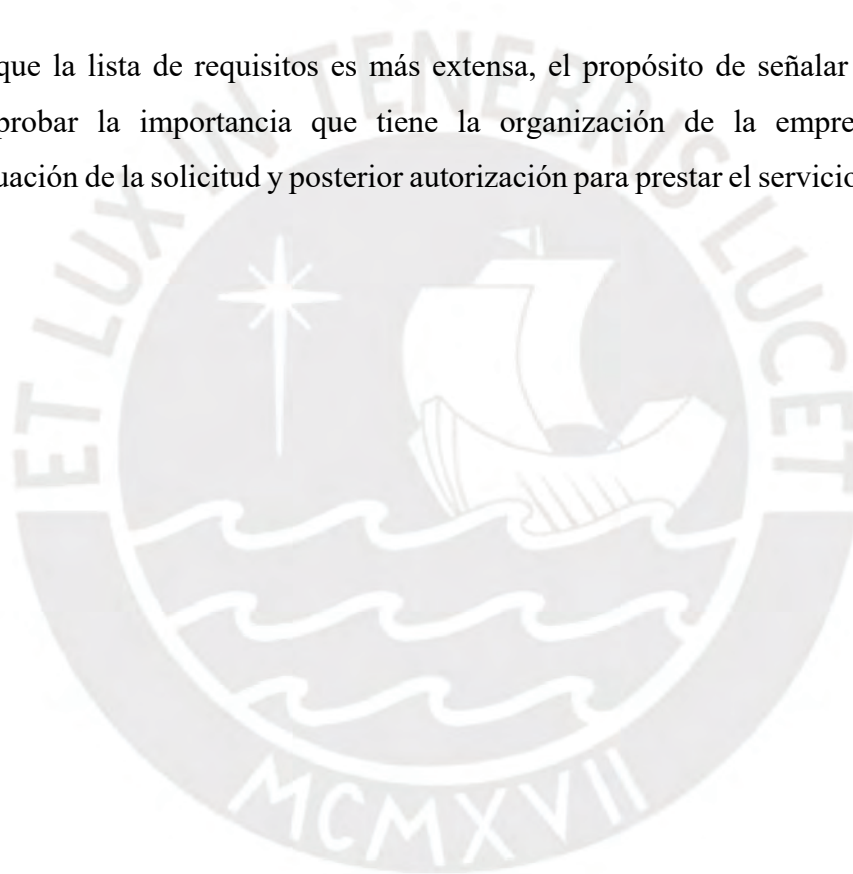 que la lista de requisitos es más extensa, el propósito de señalar
probar la importancia que tiene la organización de la empre
uación de la solicitud y posterior autorización para prestar el servicio
ET LUX IN TENEBRIS LUCET
MCMXVII